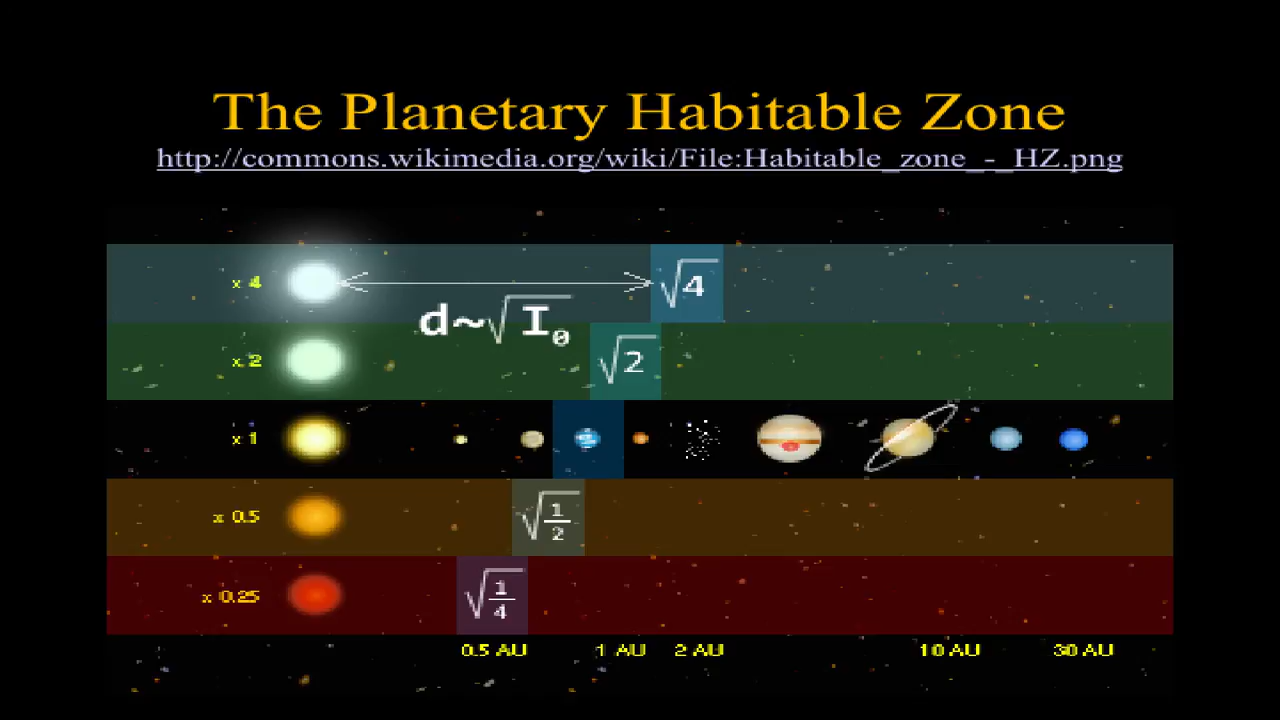 The Planetary Habitable Zone
http://commons.wikimedia.org/wiki/File:Habitable_zone_-_HZ.png
x 4
√4
d~√I₀
x 2
√2
x 1
x 0.5
√1/2
x 0.25
√1/4
0.5 AU 1 AU 2 AU 10 AU 30 AU